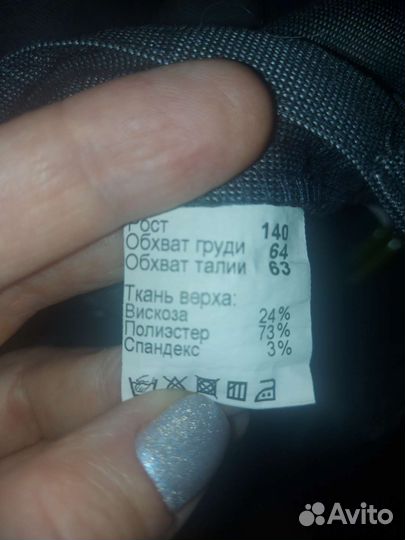 Рост 140
Обхват груди 64
Обхват талии 63
Ткань верха:
Вискоза 24%
Полиэстер 73%
Спандекс 3%
Avito